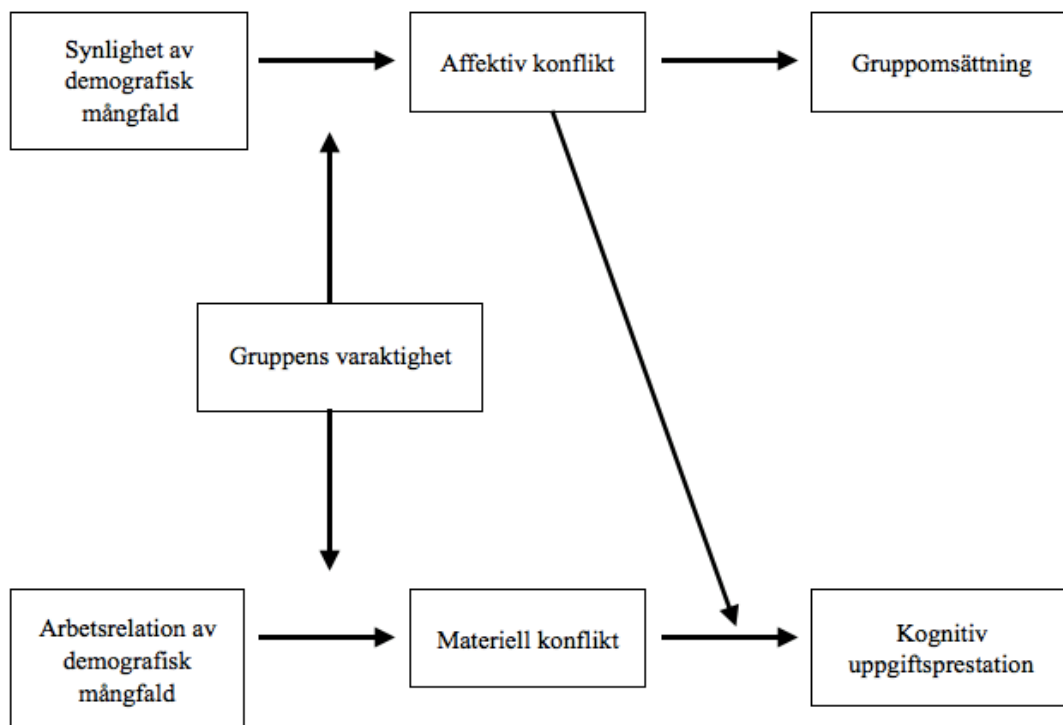 Synlighet av
demografisk
mångfald
Affektiv konflikt
Gruppomsättning
Gruppens varaktighet
Arbetsrelation av
demografisk
mångfald
Materiell konflikt
Kognitiv
uppgiftsprestation